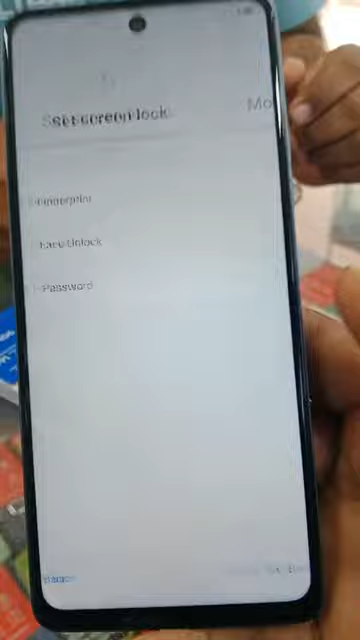 Set screen lock
Mo
Fingerprint
Face Unlock
Password